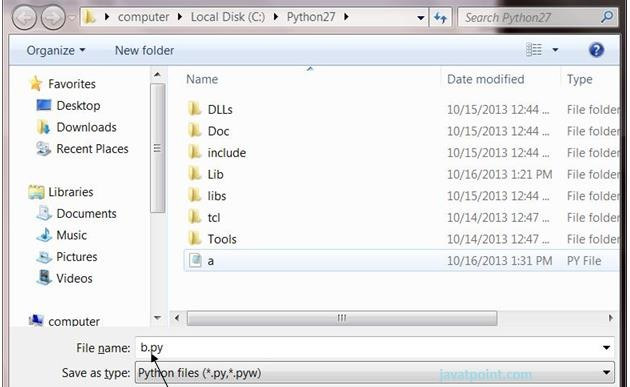 computer ▸ Local Disk (C:) ▸ Python27 ▸ Search Python27
Organize New folder
Name Date modified Type
Favorites
Desktop
Downloads
Recent Places
Libraries
Documents
Music
Pictures
Videos
computer
DLLs 10/15/2013 12:44 ... File folder
Doc 10/15/2013 12:44 ... File folder
include 10/15/2013 12:44 ... File folder
Lib 10/16/2013 1:21 PM File folder
libs 10/15/2013 12:44 ... File folder
tcl 10/14/2013 12:47 ... File folder
Tools 10/14/2013 12:47 ... File folder
a 10/16/2013 1:31 PM PY File
File name: b.py
Save as type: Python files (*.py,*.pyw)
javatpoint.com